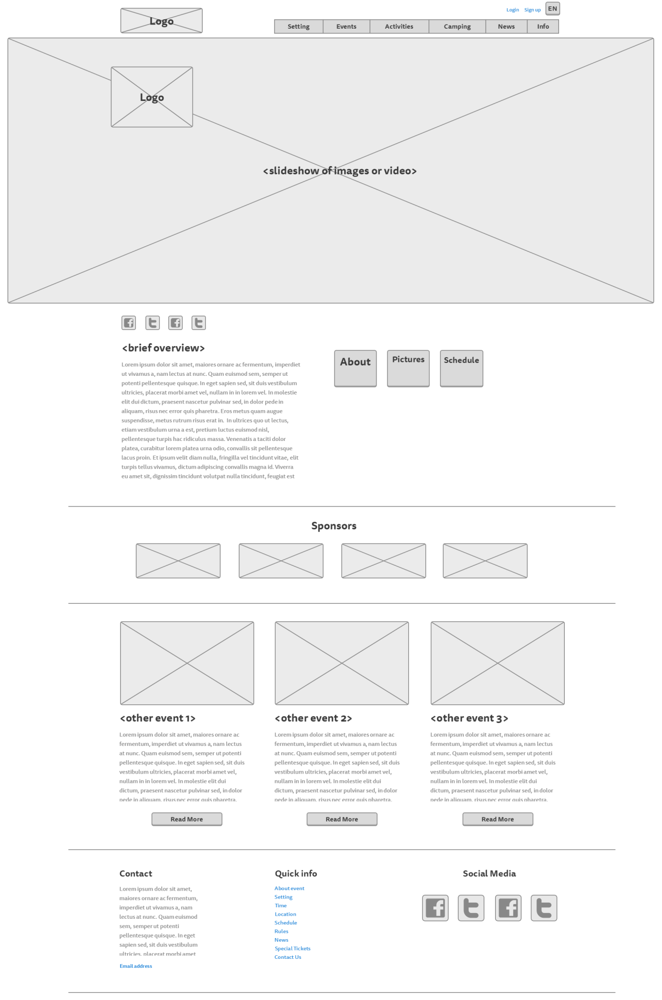 Login Sign up EN
Logo
Setting Events Activities Camping News Info
Logo
<slideshow of images or video>
<brief overview>
Lorem ipsum dolor sit amet, maiores ornare ac fermentum, imperdiet
ut vivamus a, nam lectus at nunc. Quam euismod sem, semper ut
potenti pellentesque quisque. In eget sapien sed, sit duis vestibulum
ultricies, placerat morbi amet vel, nullam in in lorem vel. In molestie
elit dui dictum, praesent nascetur pulvinar sed, in dolor pede in
aliquam, risus nec error quis pharetra. Eros metus quam augue
suspendisse, metus rutrum risus erat in.  In ultrices quo ut lectus,
etiam vestibulum urna a est, pretium luctus euismod nisl,
pellentesque turpis hac ridiculus massa. Venenatis a taciti dolor
platea, curabitur lorem platea urna odio, convallis sit pellentesque
lacus proin. Et ipsum velit diam nulla, fringilla vel tincidunt vitae, elit
turpis tellus vivamus, dictum adipiscing convallis magna id. Viverra
eu amet sit, dignissim tincidunt volutpat nulla tincidunt, feugiat est
About Pictures Schedule
Sponsors
<other event 1>
Lorem ipsum dolor sit amet, maiores ornare ac
fermentum, imperdiet ut vivamus a, nam lectus
at nunc. Quam euismod sem, semper ut potenti
pellentesque quisque. In eget sapien sed, sit duis
vestibulum ultricies, placerat morbi amet vel,
nullam in in lorem vel. In molestie elit dui
dictum, praesent nascetur pulvinar sed, in dolor
pede in aliquam, risus nec error quis pharetra.
Read More
<other event 2>
Lorem ipsum dolor sit amet, maiores ornare ac
fermentum, imperdiet ut vivamus a, nam lectus
at nunc. Quam euismod sem, semper ut potenti
pellentesque quisque. In eget sapien sed, sit duis
vestibulum ultricies, placerat morbi amet vel,
nullam in in lorem vel. In molestie elit dui
dictum, praesent nascetur pulvinar sed, in dolor
pede in aliquam, risus nec error quis pharetra.
Read More
<other event 3>
Lorem ipsum dolor sit amet, maiores ornare ac
fermentum, imperdiet ut vivamus a, nam lectus
at nunc. Quam euismod sem, semper ut potenti
pellentesque quisque. In eget sapien sed, sit duis
vestibulum ultricies, placerat morbi amet vel,
nullam in in lorem vel. In molestie elit dui
dictum, praesent nascetur pulvinar sed, in dolor
pede in aliquam, risus nec error quis pharetra.
Read More
Contact
Lorem ipsum dolor sit amet,
maiores ornare ac fermentum,
imperdiet ut vivamus a, nam
lectus at nunc. Quam euismod
sem, semper ut potenti
pellentesque quisque. In eget
sapien sed, sit duis vestibulum
ultricies, placerat morbi amet
Email address
Quick info
About event
Setting
Time
Location
Schedule
Rules
News
Special Tickets
Contact Us
Social Media